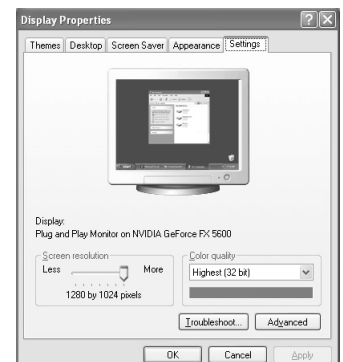 Display Properties
Themes Desktop Screen Saver Appearance Settings
Display:
Plug and Play Monitor on NVIDIA GeForce FX 5600
Screen resolution
Less More
1280 by 1024 pixels
Color quality
Highest (32 bit)
Troubleshoot... Advanced
OK Cancel Apply